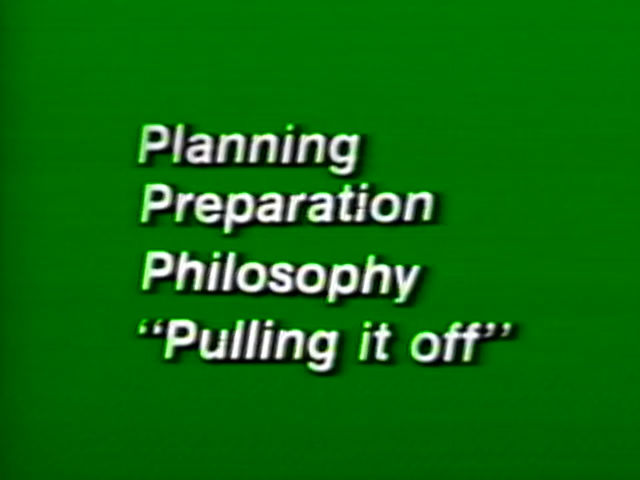 Planning
Preparation
Philosophy
“Pulling it off”